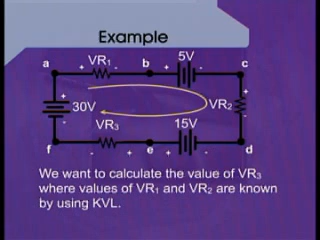 Example
a + VR₁ - b + 5V - c
+
30V
-
+
VR₂
-
VR₃ 15V
f - + e + - d
We want to calculate the value of VR₃
where values of VR₁ and VR₂ are known
by using KVL.